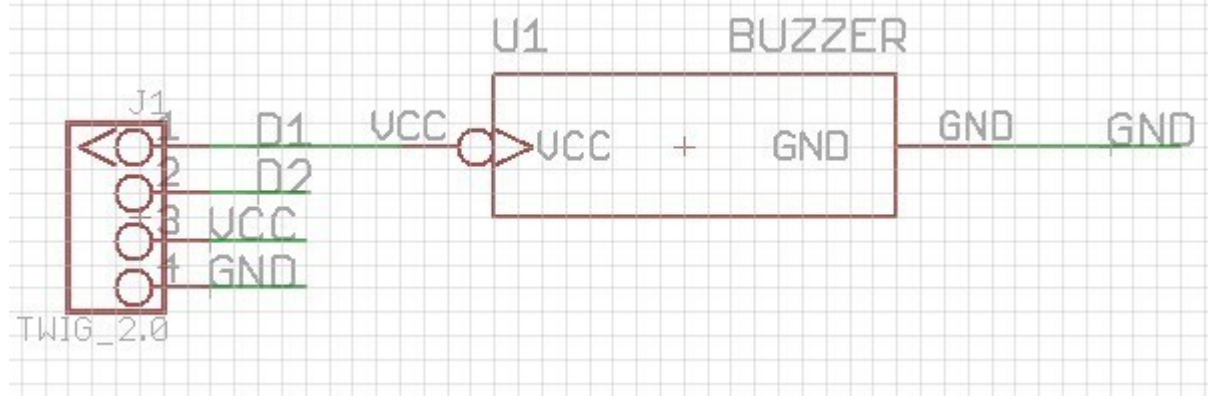 U1 BUZZER
J1
1 D1 VCC VCC GND GND GND
2 D2
3 VCC
4 GND
TWIG_2.0